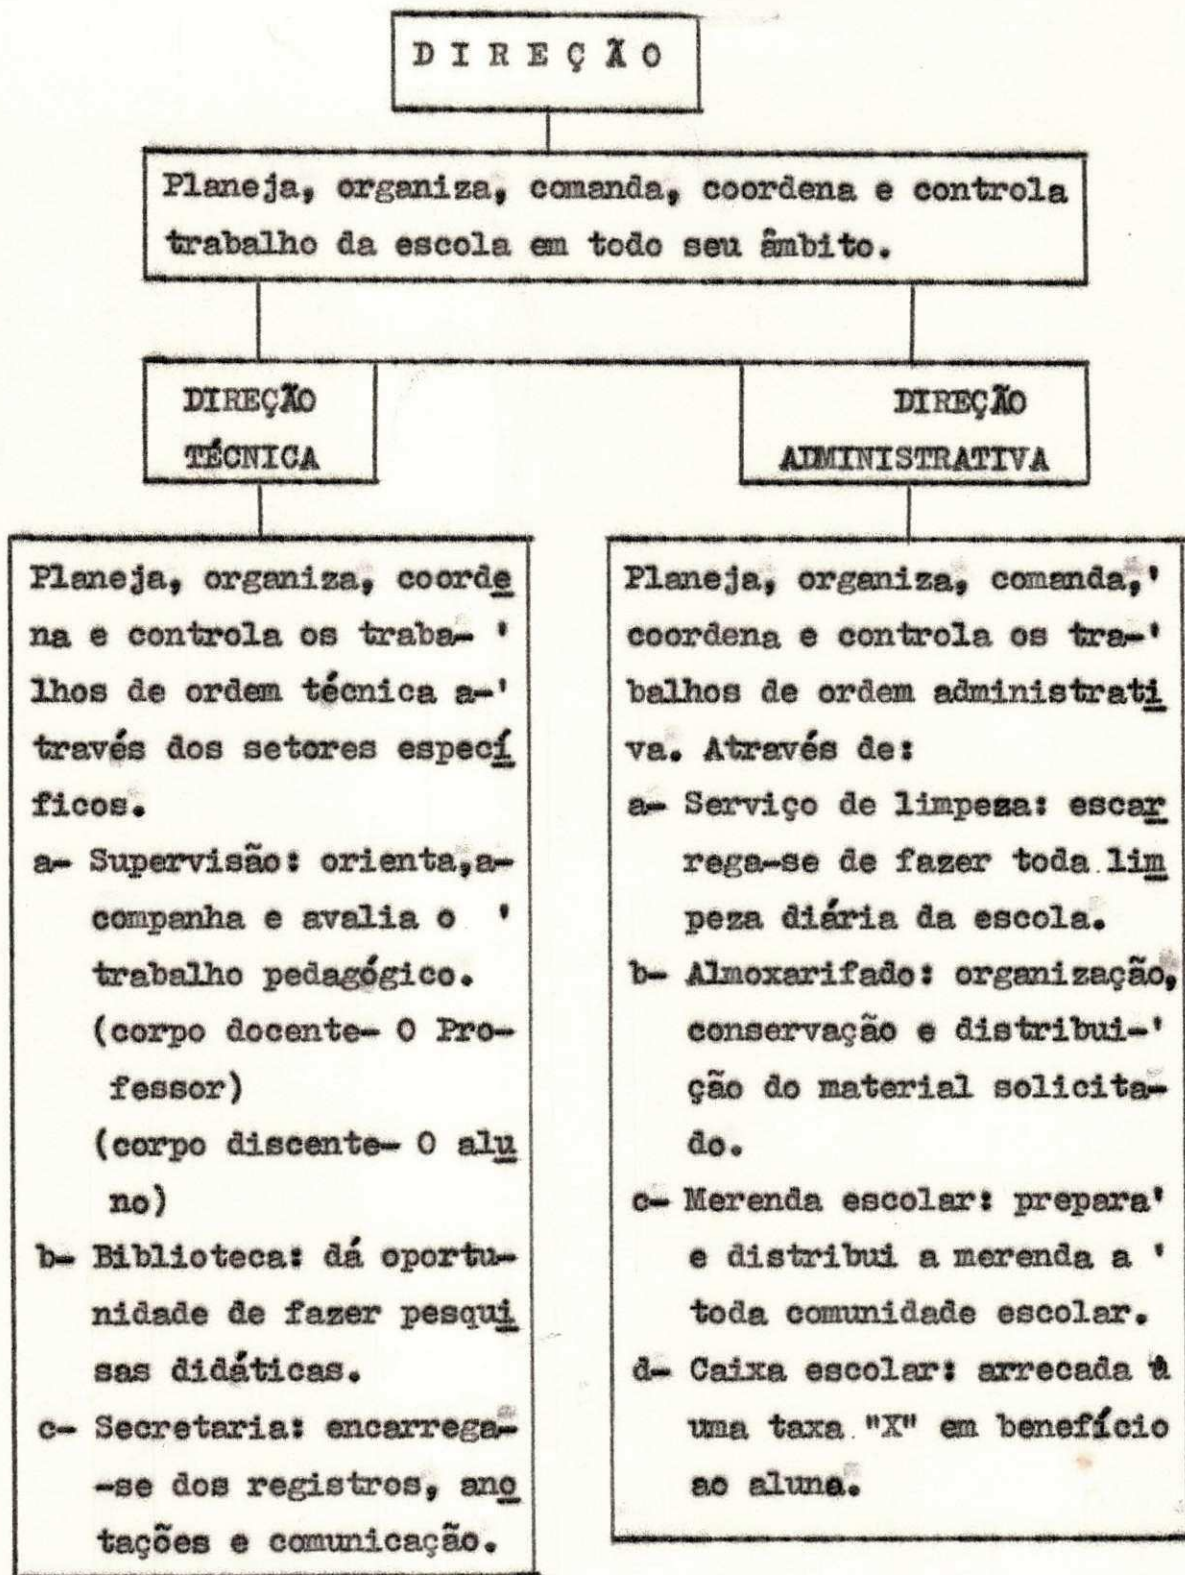 D I R E Ç Ã O
Planeja, organiza, comanda, coordena e controla
trabalho da escola em todo seu âmbito.
DIREÇÃO
TÉCNICA
DIREÇÃO
ADMINISTRATIVA
Planeja, organiza, coorde
na e controla os traba- '
lhos de ordem técnica a-'
través dos setores específ
ficos.
a- Supervisão: orienta,a-
companha e avalia o '
trabalho pedagógico.
(corpo docente- O Pro-
fessor)
(corpo discente- O alu
no)
b- Biblioteca: dá oportu-
nidade de fazer pesqui
sas didáticas.
c- Secretaria: encarrega-
-se dos registros, ano
tações e comunicação.
Planeja, organiza, comanda,'
coordena e controla os tra-'
balhos de ordem administrati
va. Através de:
a- Serviço de limpeza: escar
rega-se de fazer toda lim
peza diária da escola.
b- Almoxarifado: organização,
conservação e distribui-'
ção do material solicita-
do.
c- Merenda escolar: prepara'
e distribui a merenda a '
toda comunidade escolar.
d- Caixa escolar: arrecada
uma taxa "X" em benefício
ao aluna.